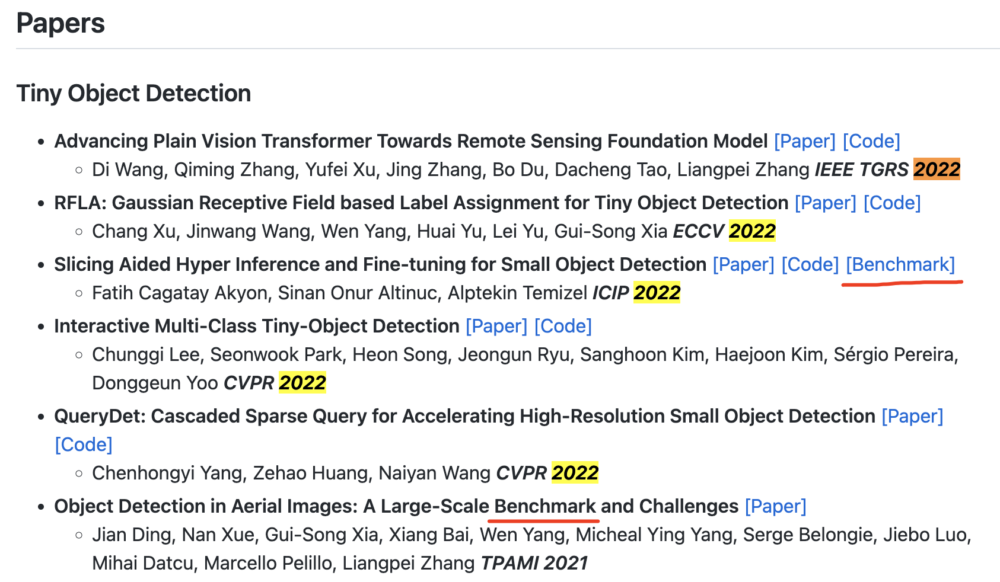 Papers
Tiny Object Detection
• Advancing Plain Vision Transformer Towards Remote Sensing Foundation Model [Paper] [Code]
◦ Di Wang, Qiming Zhang, Yufei Xu, Jing Zhang, Bo Du, Dacheng Tao, Liangpei Zhang IEEE TGRS 2022
• RFLA: Gaussian Receptive Field based Label Assignment for Tiny Object Detection [Paper] [Code]
◦ Chang Xu, Jinwang Wang, Wen Yang, Huai Yu, Lei Yu, Gui-Song Xia ECCV 2022
• Slicing Aided Hyper Inference and Fine-tuning for Small Object Detection [Paper] [Code] [Benchmark]
◦ Fatih Cagatay Akyon, Sinan Onur Altinuc, Alptekin Temizel ICIP 2022
• Interactive Multi-Class Tiny-Object Detection [Paper] [Code]
◦ Chunggi Lee, Seonwook Park, Heon Song, Jeongun Ryu, Sanghoon Kim, Haejoon Kim, Sérgio Pereira,
Donggeun Yoo CVPR 2022
• QueryDet: Cascaded Sparse Query for Accelerating High-Resolution Small Object Detection [Paper]
[Code]
◦ Chenhongyi Yang, Zehao Huang, Naiyan Wang CVPR 2022
• Object Detection in Aerial Images: A Large-Scale Benchmark and Challenges [Paper]
◦ Jian Ding, Nan Xue, Gui-Song Xia, Xiang Bai, Wen Yang, Micheal Ying Yang, Serge Belongie, Jiebo Luo,
Mihai Datcu, Marcello Pelillo, Liangpei Zhang TPAMI 2021